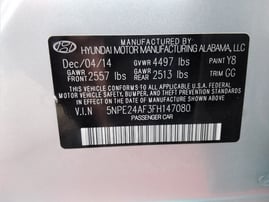 HYUNDAI MOTOR MANUFACTURING ALABAMA, LLC
Dec/04/14 GVWR 4497 lbs PAINT Y8
GAWR FRONT 2557 lbs GAWR REAR 2513 lbs TRIM GG
THIS VEHICLE CONFORMS TO ALL APPLICABLE
FEDERAL MOTOR VEHICLE SAFETY, BUMPER,
AND THEFT PREVENTION STANDARDS
IN EFFECT ON THE DATE OF
MANUFACTURE SHOWN ABOVE.
V.I.N 5NPE24AF3FH147080
PASSENGER CAR